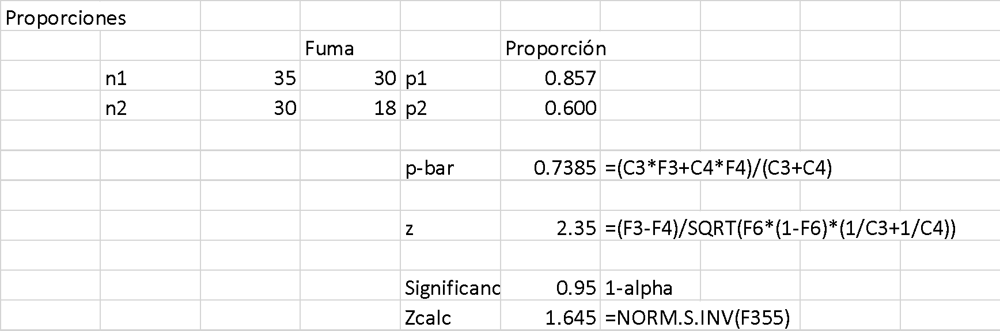 Proporciones
Fuma Proporción
n1 35 30 p1 0.857
n2 30 18 p2 0.600
p-bar 0.7385 =(C3*F3+C4*F4)/(C3+C4)
z 2.35 =(F3-F4)/SQRT(F6*(1-F6)*(1/C3+1/C4))
Significanc 0.95 1-alpha
Zcalc 1.645 =NORM.S.INV(F355)